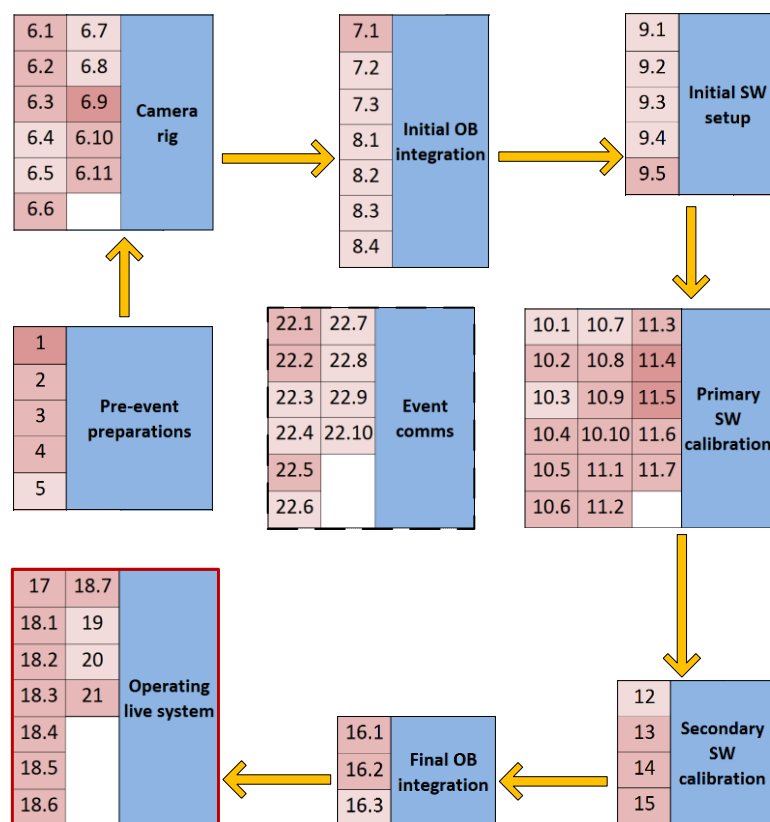 6.1 6.7
6.2 6.8
6.3 6.9
6.4 6.10
6.5 6.11
6.6
Camera
rig
7.1
7.2
7.3
8.1
8.2
8.3
8.4
Initial OB
integration
9.1
9.2
9.3
9.4
9.5
Initial SW
setup
1
2
3
4
5
Pre-event
preparations
22.1 22.7
22.2 22.8
22.3 22.9
22.4 22.10
22.5
22.6
Event
comms
10.1 10.7 11.3
10.2 10.8 11.4
10.3 10.9 11.5
10.4 10.10 11.6
10.5 11.1 11.7
10.6 11.2
Primary
SW
calibration
17 18.7
18.1 19
18.2 20
18.3 21
18.4
18.5
18.6
Operating
live system
16.1
16.2
16.3
Final OB
integration
12
13
14
15
Secondary
SW
calibration